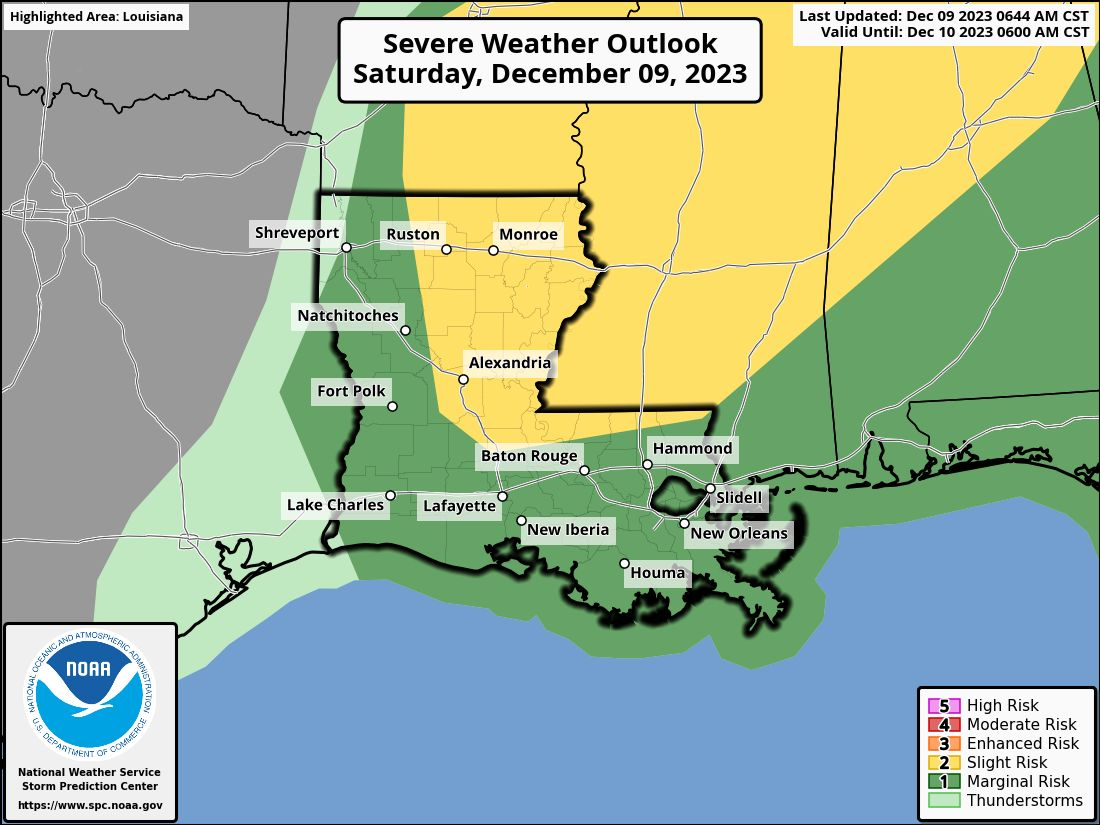 Highlighted Area: Louisiana
Last Updated: Dec 09 2023 0644 AM CST
Valid Until: Dec 10 2023 0600 AM CST
Severe Weather Outlook
Saturday, December 09, 2023
Shreveport
Ruston
Monroe
Natchitoches
Alexandria
Fort Polk
Baton Rouge
Hammond
Lake Charles
Lafayette
Slidell
New Iberia
New Orleans
Houma
NATIONAL OCEANIC AND ATMOSPHERIC ADMINISTRATION
NOAA
U.S. DEPARTMENT OF COMMERCE
National Weather Service
Storm Prediction Center
https://www.spc.noaa.gov
5 High Risk
4 Moderate Risk
3 Enhanced Risk
2 Slight Risk
1 Marginal Risk
Thunderstorms